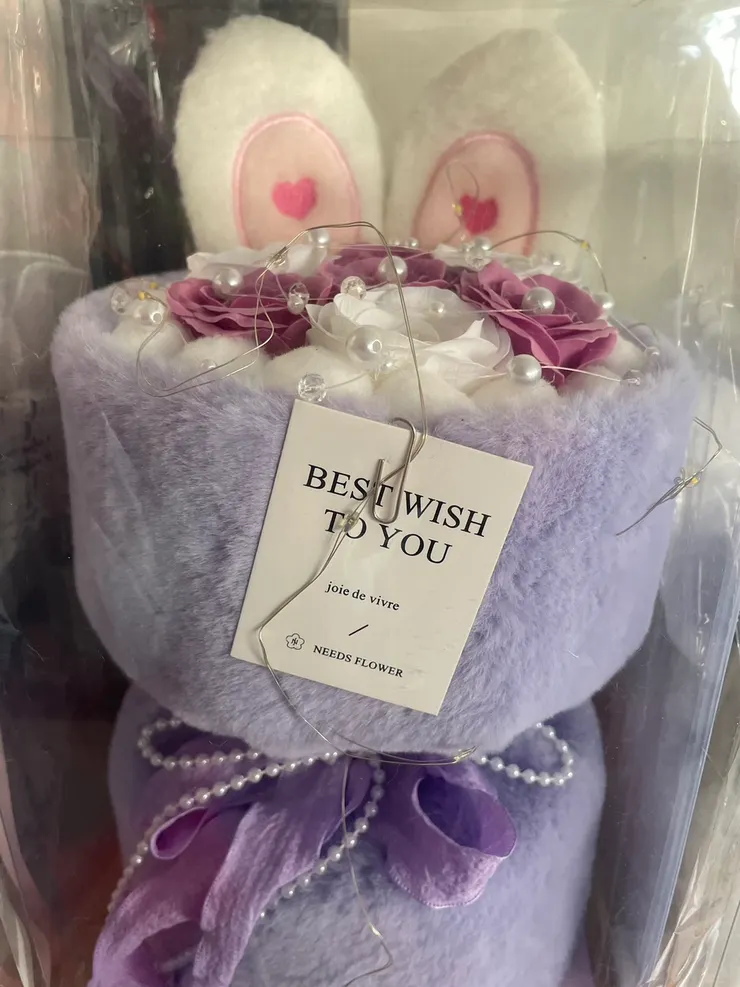 BEST WISH
TO YOU
joie de vivre
/
NEEDS FLOWER